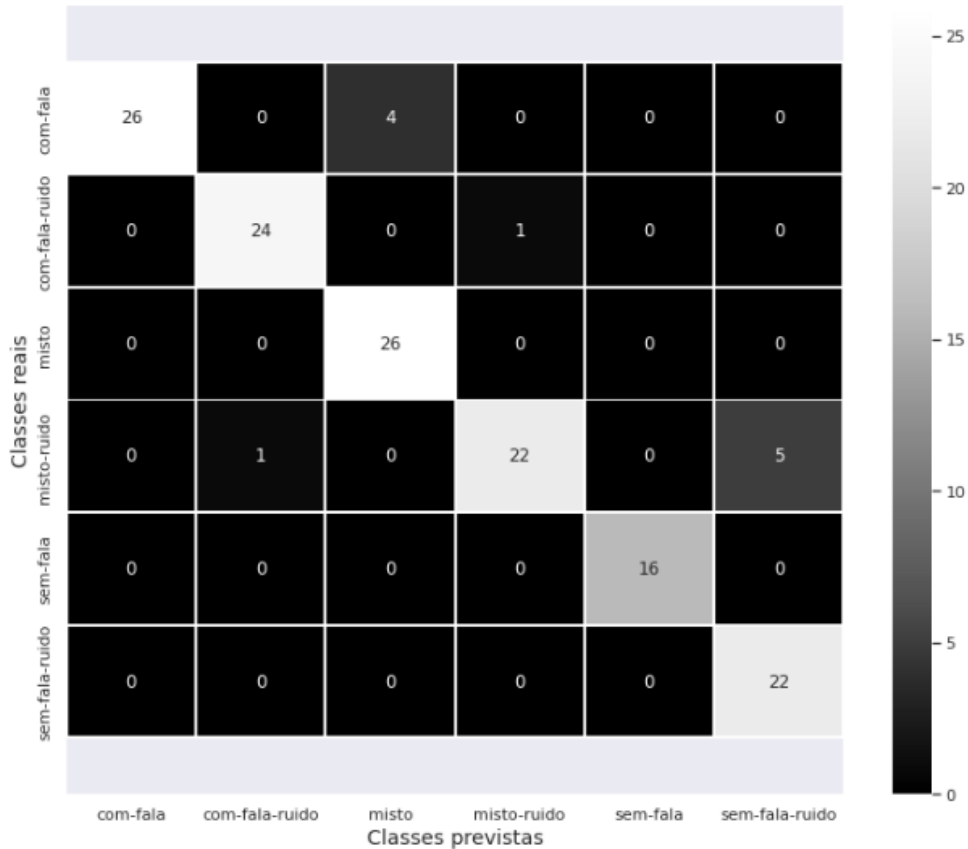 25
20
15
10
5
0
Classes reais
com-fala
26 0 4 0 0 0
com-fala-ruido
0 24 0 1 0 0
misto
0 0 26 0 0 0
misto-ruido
0 1 0 22 0 5
sem-fala
0 0 0 0 16 0
sem-fala-ruido
0 0 0 0 0 22
com-fala com-fala-ruido misto misto-ruido sem-fala sem-fala-ruido
Classes previstas